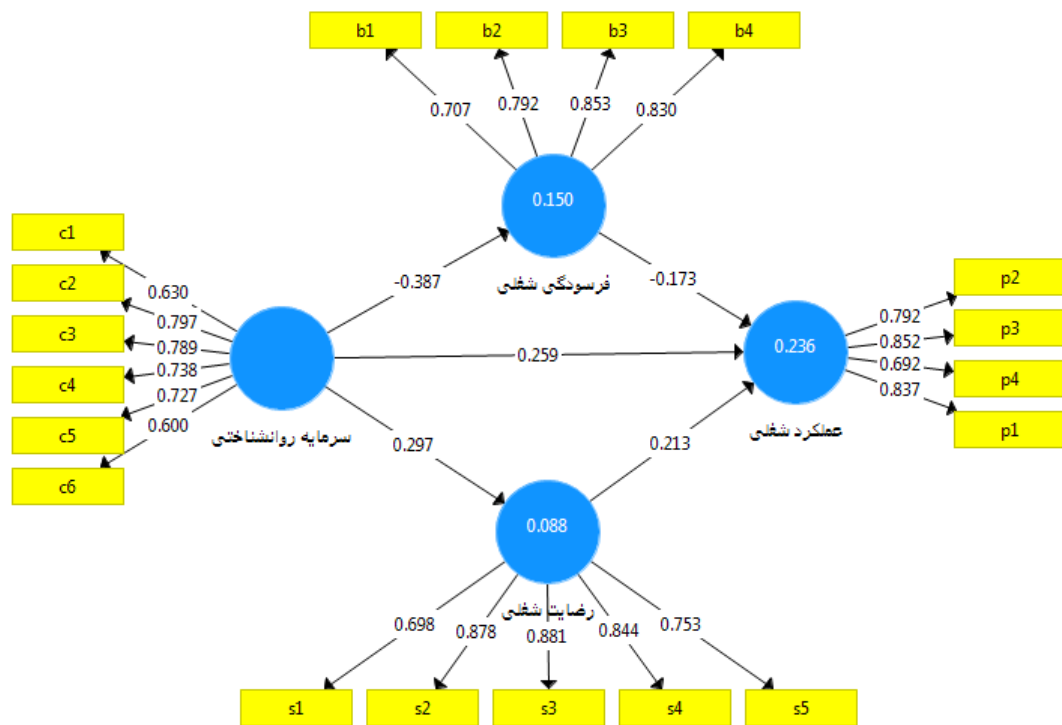 b1 b2 b3 b4
0.707 0.792 0.853 0.830
0.150
فرسودگی شغلی
c1
c2
c3
c4
c5
c6
0.630
0.797
0.789
0.738
0.727
0.600
سرمایه روانشناختی
-0.387
-0.173
0.259
0.297
0.213
0.236
عملکرد شغلی
0.792
0.852
0.692
0.837
p2
p3
p4
p1
0.088
رضایت شغلی
0.698 0.878 0.881 0.844 0.753
s1 s2 s3 s4 s5